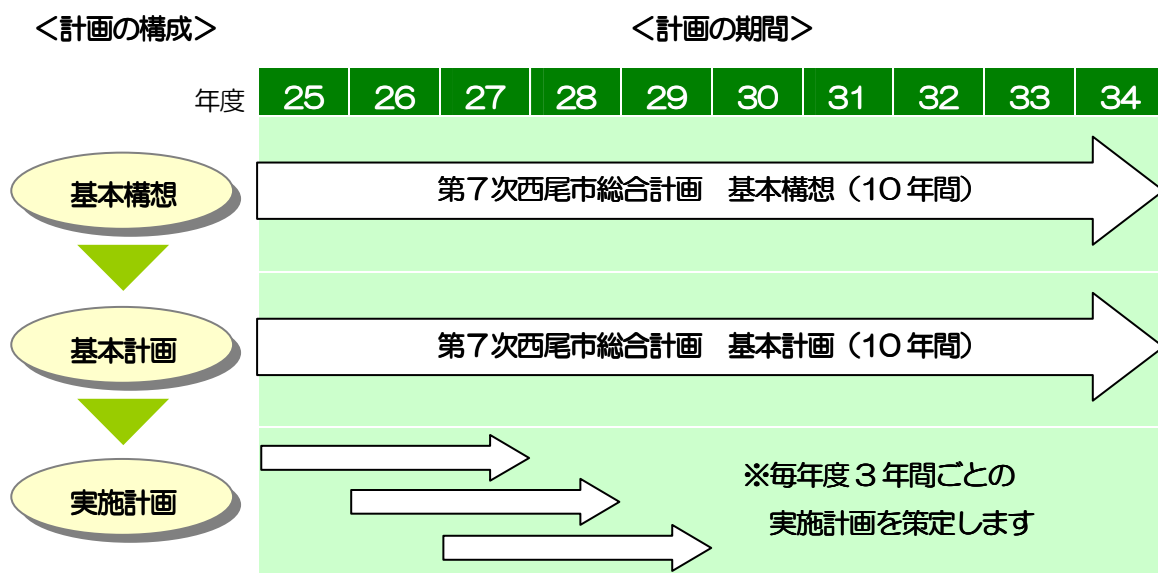 <計画の構成>
<計画の期間>
年度 25 26 27 28 29 30 31 32 33 34
基本構想
第7次西尾市総合計画 基本構想(10年間)
基本計画
第7次西尾市総合計画 基本計画(10年間)
実施計画
※毎年度3年間ごとの
実施計画を策定します